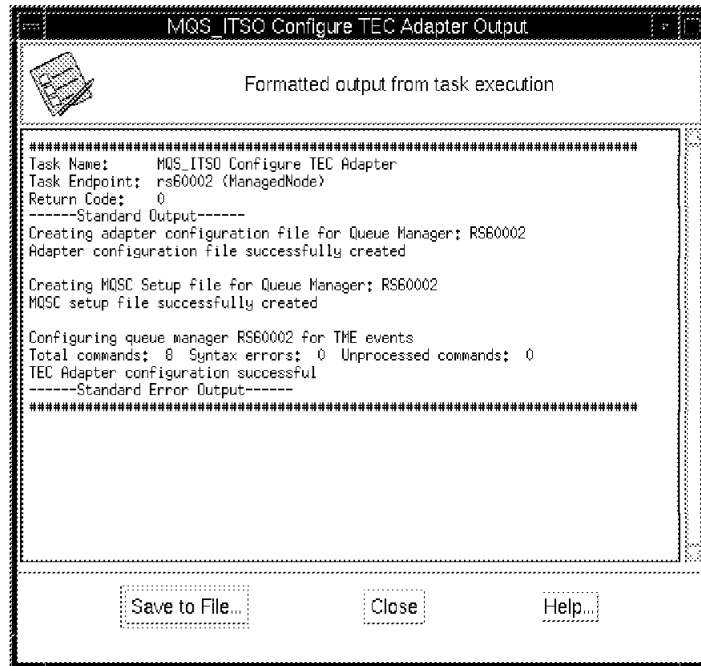 MQS_ITSO Configure TEC Adapter Output
Formatted output from task execution
############################################################################
Task Name: MQS_ITSO Configure TEC Adapter
Task Endpoint: rs60002 (ManagedNode)
Return Code: 0
------Standard Output------
Creating adapter configuration file for Queue Manager: RS60002
Adapter configuration file successfully created
Creating MQSC Setup file for Queue Manager: RS60002
MQSC setup file successfully created
Configuring queue manager RS60002 for TME events
Total commands: 8 Syntax errors: 0 Unprocessed commands: 0
TEC Adapter configuration successful
------Standard Error Output------
############################################################################
Save to File... Close Help...